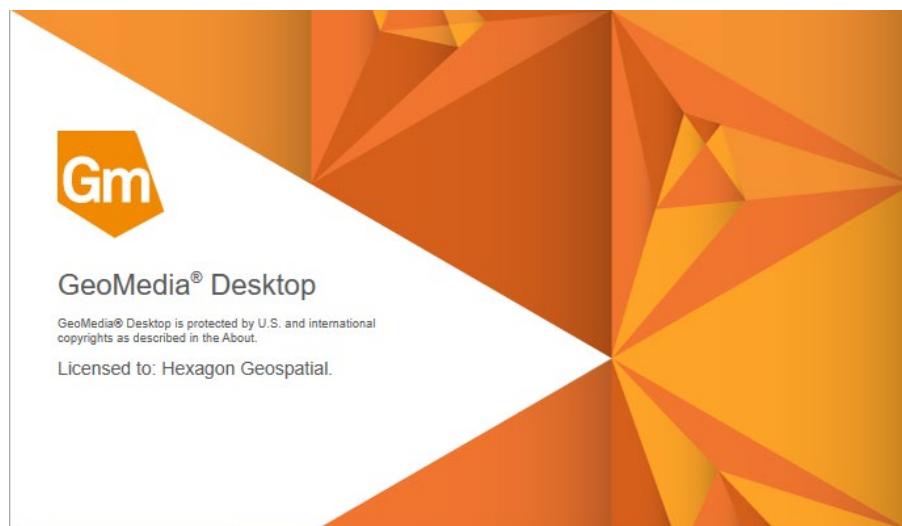 Gm
GeoMedia® Desktop
GeoMedia® Desktop is protected by U.S. and international
copyrights as described in the About.
Licensed to: Hexagon Geospatial.